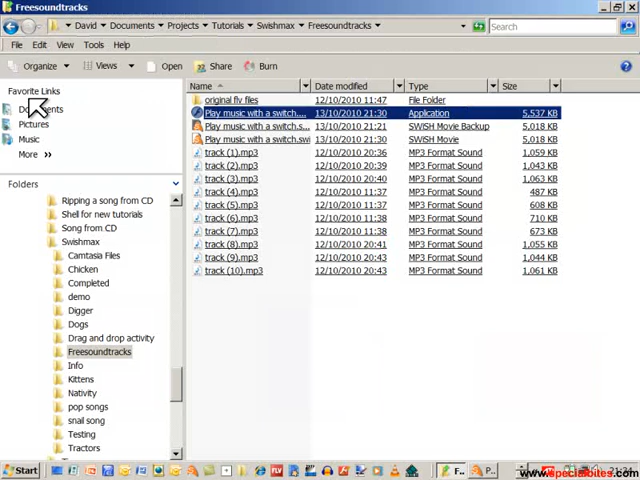 Freesoundtracks
David ▸ Documents ▸ Projects ▸ Tutorials ▸ Swishmax ▸ Freesoundtracks
Search
File Edit View Tools Help
Organize Views Open Share Burn
Favorite Links
Pictures
Music
More »
Folders
Ripping a song from CD
Shell for new tutorials
Song from CD
Swishmax
Camtasia Files
Chicken
Completed
demo
Digger
Dogs
Drag and drop activity
Freesoundtracks
Info
Kittens
Nativity
pop songs
snail song
Testing
Tractors
Name Date modified Type Size
original flv files 12/10/2010 11:47 File Folder
Play music with a switch.... 13/10/2010 21:30 Application 5,537 KB
Play music with a switch.s... 13/10/2010 21:21 SWiSH Movie Backup 5,018 KB
Play music with a switch.swi 13/10/2010 21:30 SWiSH Movie 5,018 KB
track (1).mp3 12/10/2010 20:36 MP3 Format Sound 1,059 KB
track (2).mp3 12/10/2010 20:39 MP3 Format Sound 1,043 KB
track (3).mp3 12/10/2010 20:40 MP3 Format Sound 1,063 KB
track (4).mp3 12/10/2010 11:37 MP3 Format Sound 487 KB
track (5).mp3 12/10/2010 11:37 MP3 Format Sound 608 KB
track (6).mp3 12/10/2010 11:38 MP3 Format Sound 710 KB
track (7).mp3 12/10/2010 11:38 MP3 Format Sound 673 KB
track (8).mp3 12/10/2010 20:41 MP3 Format Sound 1,055 KB
track (9).mp3 12/10/2010 20:43 MP3 Format Sound 1,044 KB
track (10).mp3 12/10/2010 20:43 MP3 Format Sound 1,061 KB
Start
FLV
F..
P..
www.specialbites.com